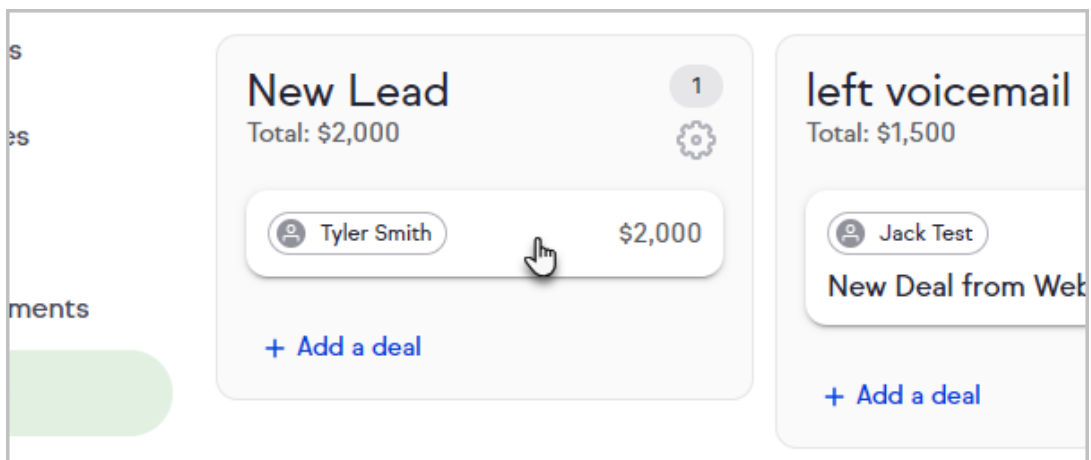 s
es
ments
New Lead
1
Total: $2,000
Tyler Smith
$2,000
+ Add a deal
left voicemail
Total: $1,500
Jack Test
New Deal from Web
+ Add a deal